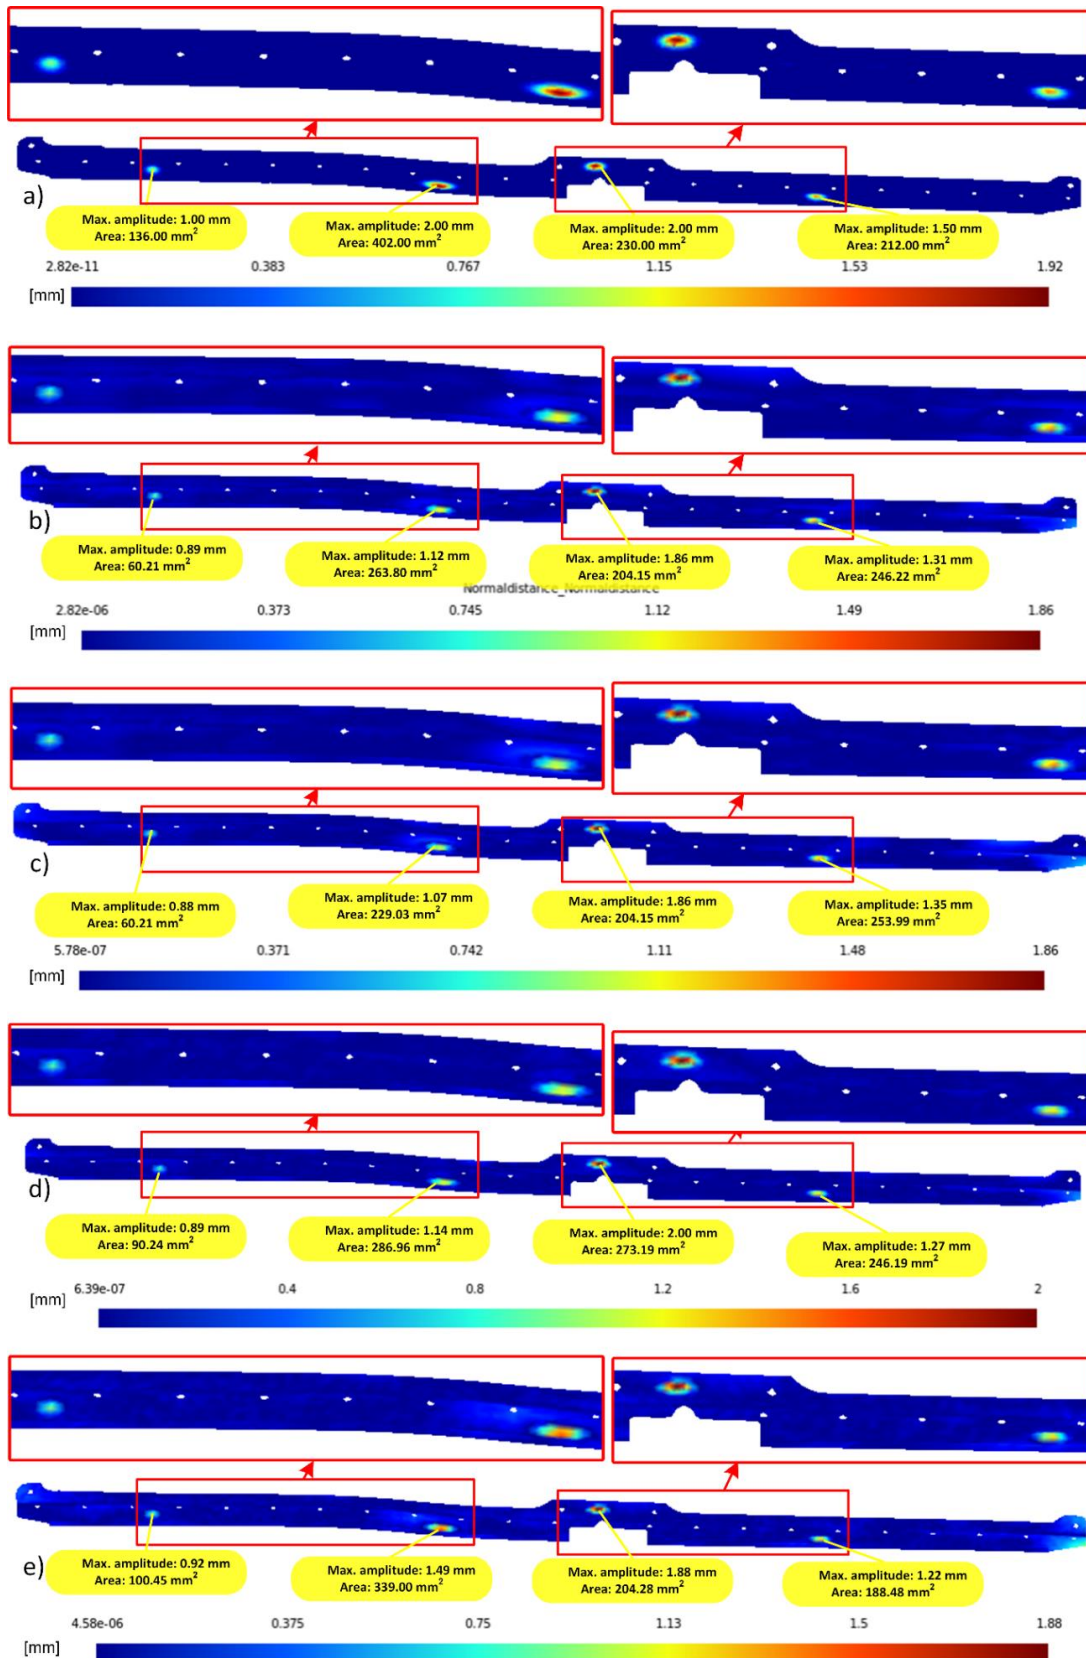 a)
Max. amplitude: 1.00 mm
Area: 136.00 mm²
Max. amplitude: 2.00 mm
Area: 402.00 mm²
Max. amplitude: 2.00 mm
Area: 230.00 mm²
Max. amplitude: 1.50 mm
Area: 212.00 mm²
2.82e-11 0.383 0.767 1.15 1.53 1.92
[mm]
b)
Max. amplitude: 0.89 mm
Area: 60.21 mm²
Max. amplitude: 1.12 mm
Area: 263.80 mm²
Max. amplitude: 1.86 mm
Area: 204.15 mm²
Max. amplitude: 1.31 mm
Area: 246.22 mm²
Normaldistance_Normaldistance
2.82e-06 0.373 0.745 1.12 1.49 1.86
[mm]
c)
Max. amplitude: 0.88 mm
Area: 60.21 mm²
Max. amplitude: 1.07 mm
Area: 229.03 mm²
Max. amplitude: 1.86 mm
Area: 204.15 mm²
Max. amplitude: 1.35 mm
Area: 253.99 mm²
5.78e-07 0.371 0.742 1.11 1.48 1.86
[mm]
d)
Max. amplitude: 0.89 mm
Area: 90.24 mm²
Max. amplitude: 1.14 mm
Area: 286.96 mm²
Max. amplitude: 2.00 mm
Area: 273.19 mm²
Max. amplitude: 1.27 mm
Area: 246.19 mm²
6.39e-07 0.4 0.8 1.2 1.6 2
[mm]
e)
Max. amplitude: 0.92 mm
Area: 100.45 mm²
Max. amplitude: 1.49 mm
Area: 339.00 mm²
Max. amplitude: 1.88 mm
Area: 204.28 mm²
Max. amplitude: 1.22 mm
Area: 188.48 mm²
4.58e-06 0.375 0.75 1.13 1.5 1.88
[mm]